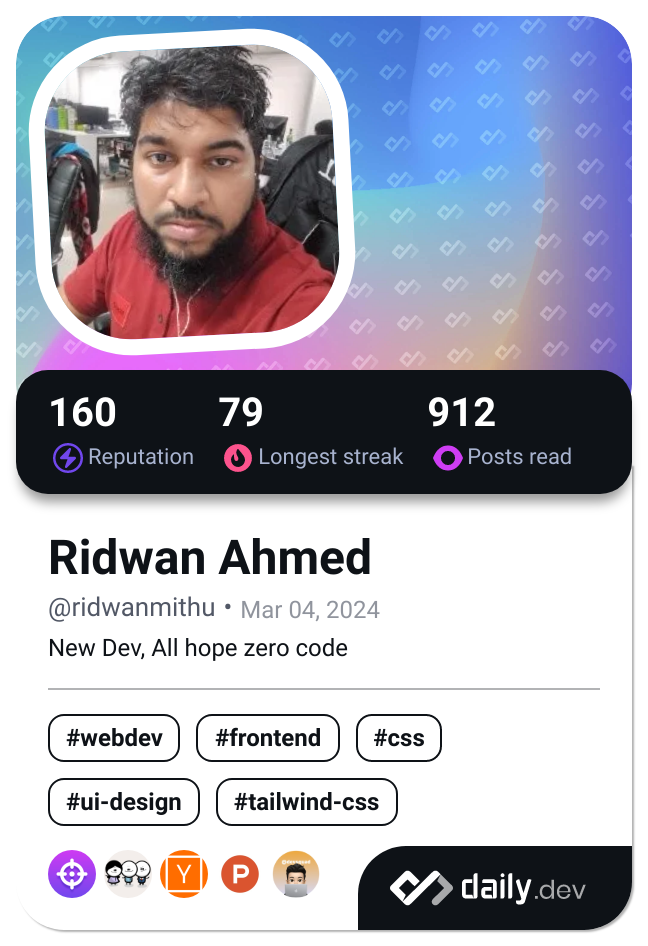 160 79 912
Reputation Longest streak Posts read
Ridwan Ahmed
@ridwanmithu • Mar 04, 2024
New Dev, All hope zero code
#webdev #frontend #css
#ui-design #tailwind-css
Y P
daily.dev